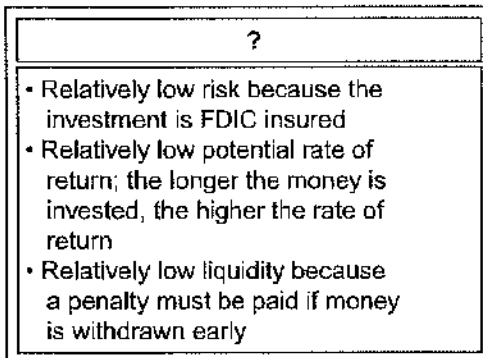 ?
• Relatively low risk because the
investment is FDIC insured
• Relatively low potential rate of
return; the longer the money is
invested, the higher the rate of
return
• Relatively low liquidity because
a penalty must be paid if money
is withdrawn early